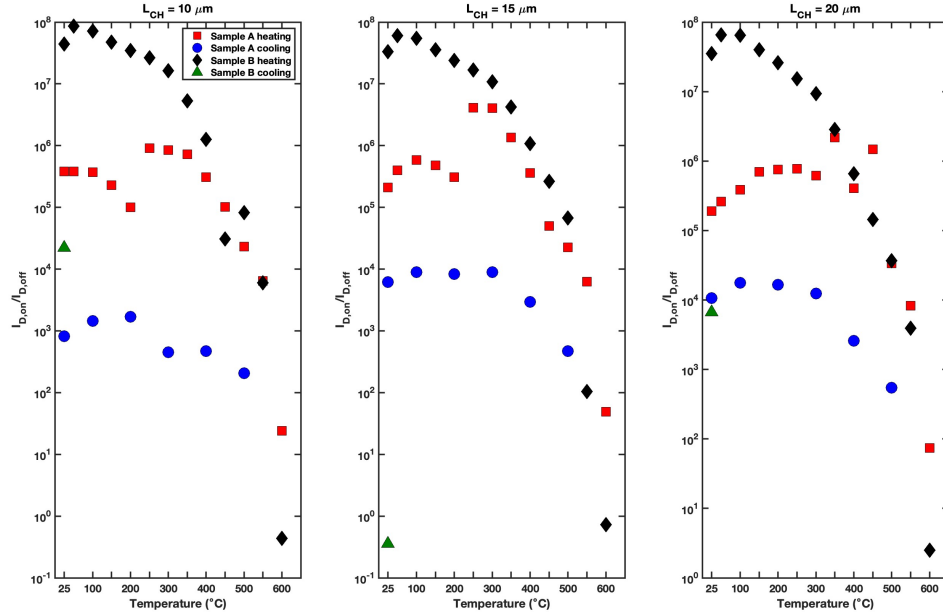 L_CH = 10 μm
10^8
10^7
10^6
10^5
10^4
10^3
10^2
10^1
10^0
10^-1
I_D,on/I_D,off
25 100 200 300 400 500 600
Temperature (°C)
Sample A heating
Sample A cooling
Sample B heating
Sample B cooling
L_CH = 15 μm
10^8
10^7
10^6
10^5
10^4
10^3
10^2
10^1
10^0
10^-1
I_D,on/I_D,off
25 100 200 300 400 500 600
Temperature (°C)
L_CH = 20 μm
10^8
10^7
10^6
10^5
10^4
10^3
10^2
10^1
10^0
I_D,on/I_D,off
25 100 200 300 400 500 600
Temperature (°C)